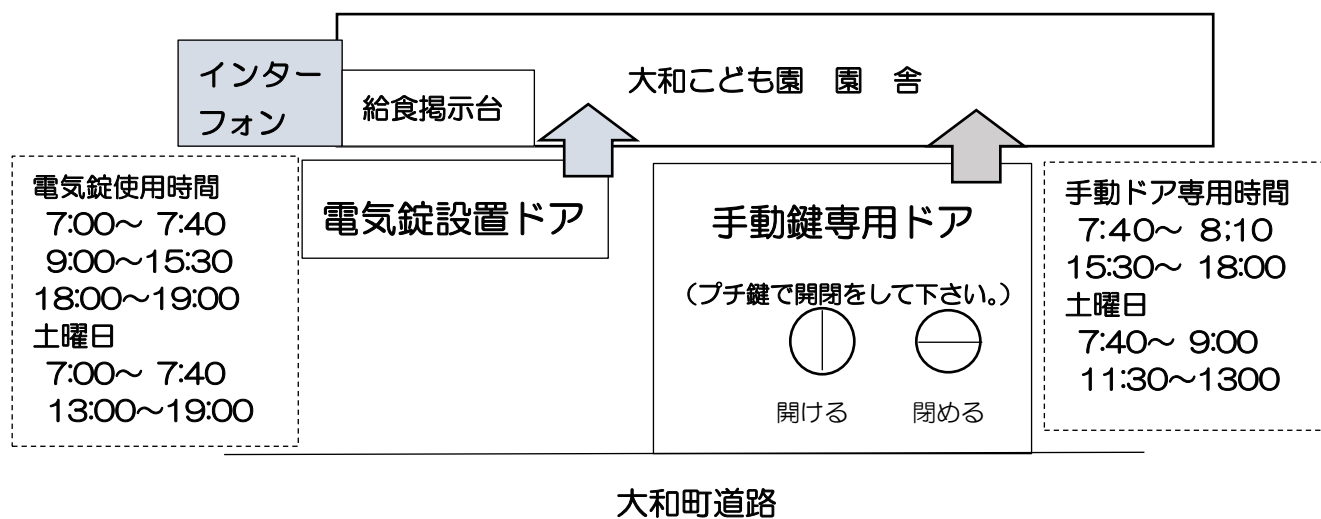 インター
フォン
給食掲示台
大和こども園 園 舎
電気錠使用時間
7:00～ 7:40
9:00～15:30
18:00～19:00
土曜日
7:00～ 7:40
13:00～19:00
電気錠設置ドア
手動鍵専用ドア
（プチ鍵で開閉をして下さい。）
開ける 閉める
手動ドア専用時間
7:40～ 8;10
15:30～ 18:00
土曜日
7:40～ 9:00
11:30～1300
大和町道路